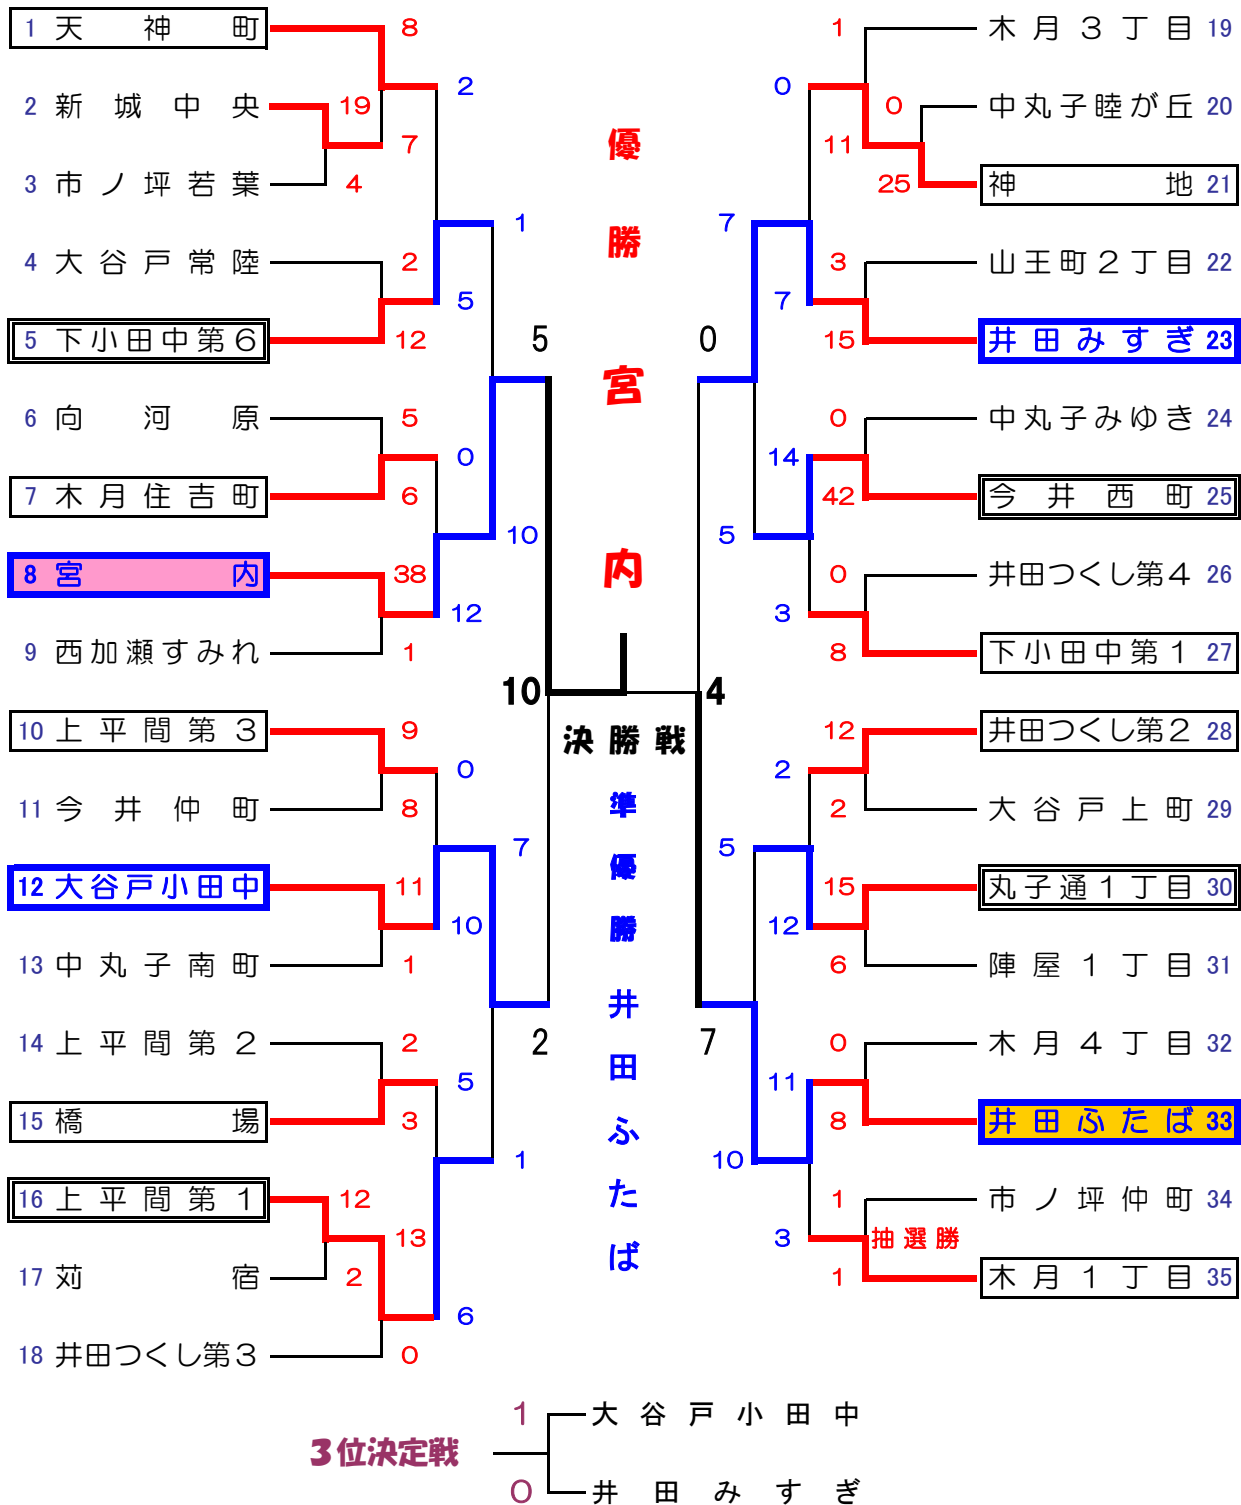 1 天神町 8
2 新城中央 19
7
3 市ノ坪若葉 4
2
4 大谷戸常陸 2
5 下小田中第6 12
5
1
6 向河原 5
7 木月住吉町 6
0
8 宮内 38
9 西加瀬すみれ 1
12
10
5
10 上平間第3 9
11 今井仲町 8
0
12 大谷戸小田中 11
13 中丸子南町 1
10
7
14 上平間第2 2
15 橋場 3
5
16 上平間第1 12
17 苅宿 2
13
18 井田つくし第3 0
6
1
2
優勝
宮内
10 4
決勝戦
準優勝
井田ふたば
1 木月3丁目 19
0 中丸子睦が丘 20
25 神地 21
11
0
3 山王町2丁目 22
15 井田みすぎ 23
7
7
0 中丸子みゆき 24
42 今井西町 25
14
0 井田つくし第4 26
8 下小田中第1 27
3
5
0
12 井田つくし第2 28
2 大谷戸上町 29
2
15 丸子通1丁目 30
6 陣屋1丁目 31
12
5
0 木月4丁目 32
8 井田ふたば 33
11
1 市ノ坪仲町 34
抽選勝
1 木月1丁目 35
3
10
7
3位決定戦
1 大谷戸小田中
0 井田みすぎ